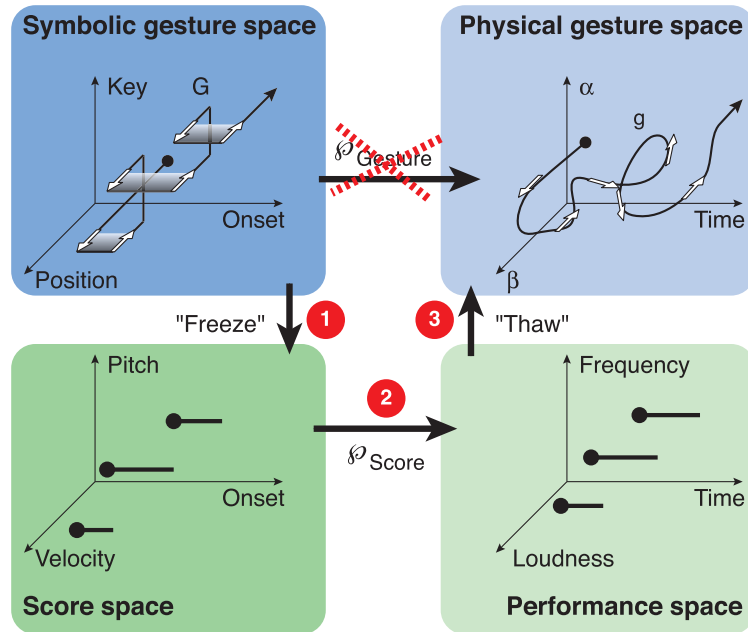 Symbolic gesture space
Physical gesture space
Key
G
Onset
Position
℘Gesture
α
g
Time
β
"Freeze"
1
3
"Thaw"
Pitch
Onset
Velocity
Score space
2
℘Score
Frequency
Time
Loudness
Performance space